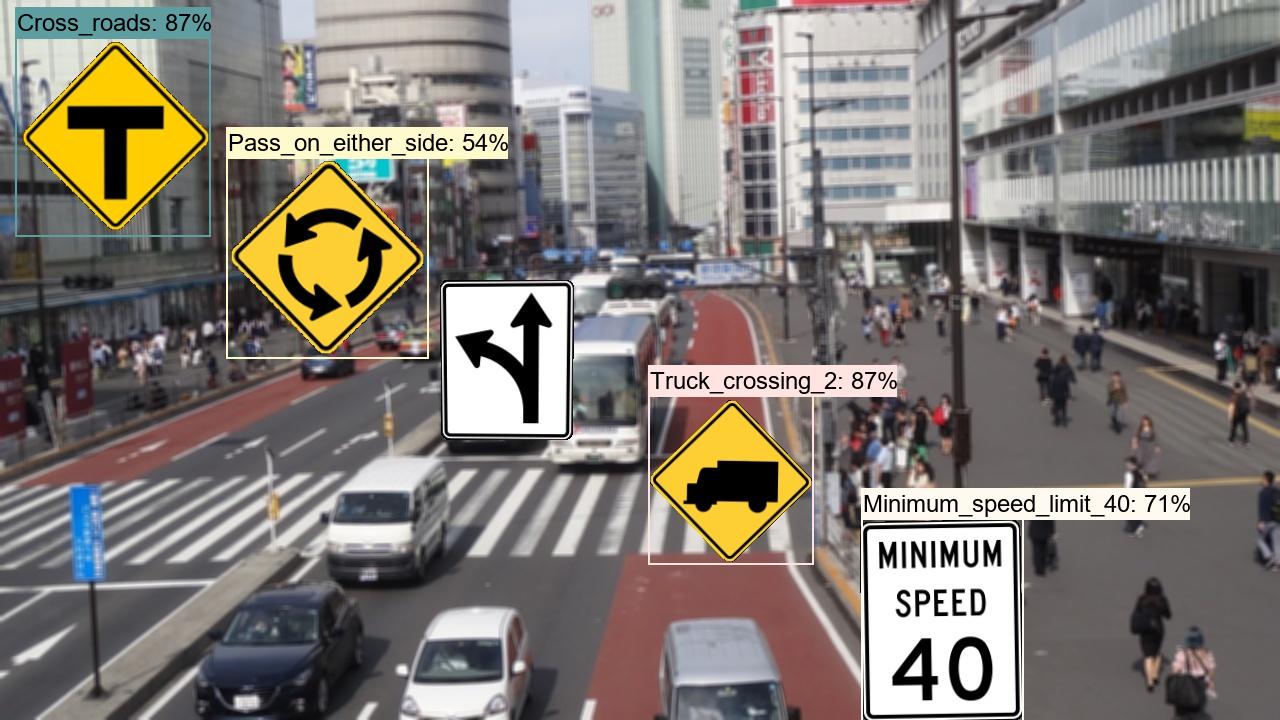 Cross_roads: 87%
Pass_on_either_side: 54%
Truck_crossing_2: 87%
Minimum_speed_limit_40: 71%
MINIMUM
SPEED
40